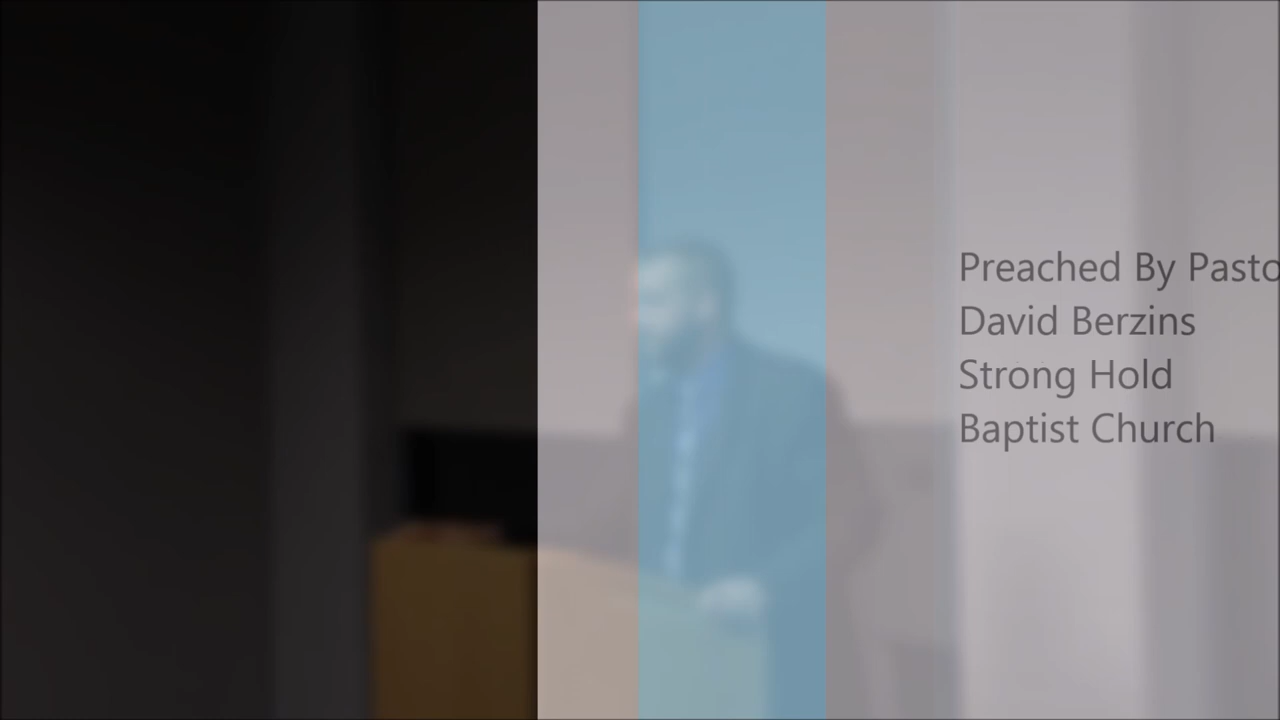 Preached By Pasto
David Berzins
Strong Hold
Baptist Church